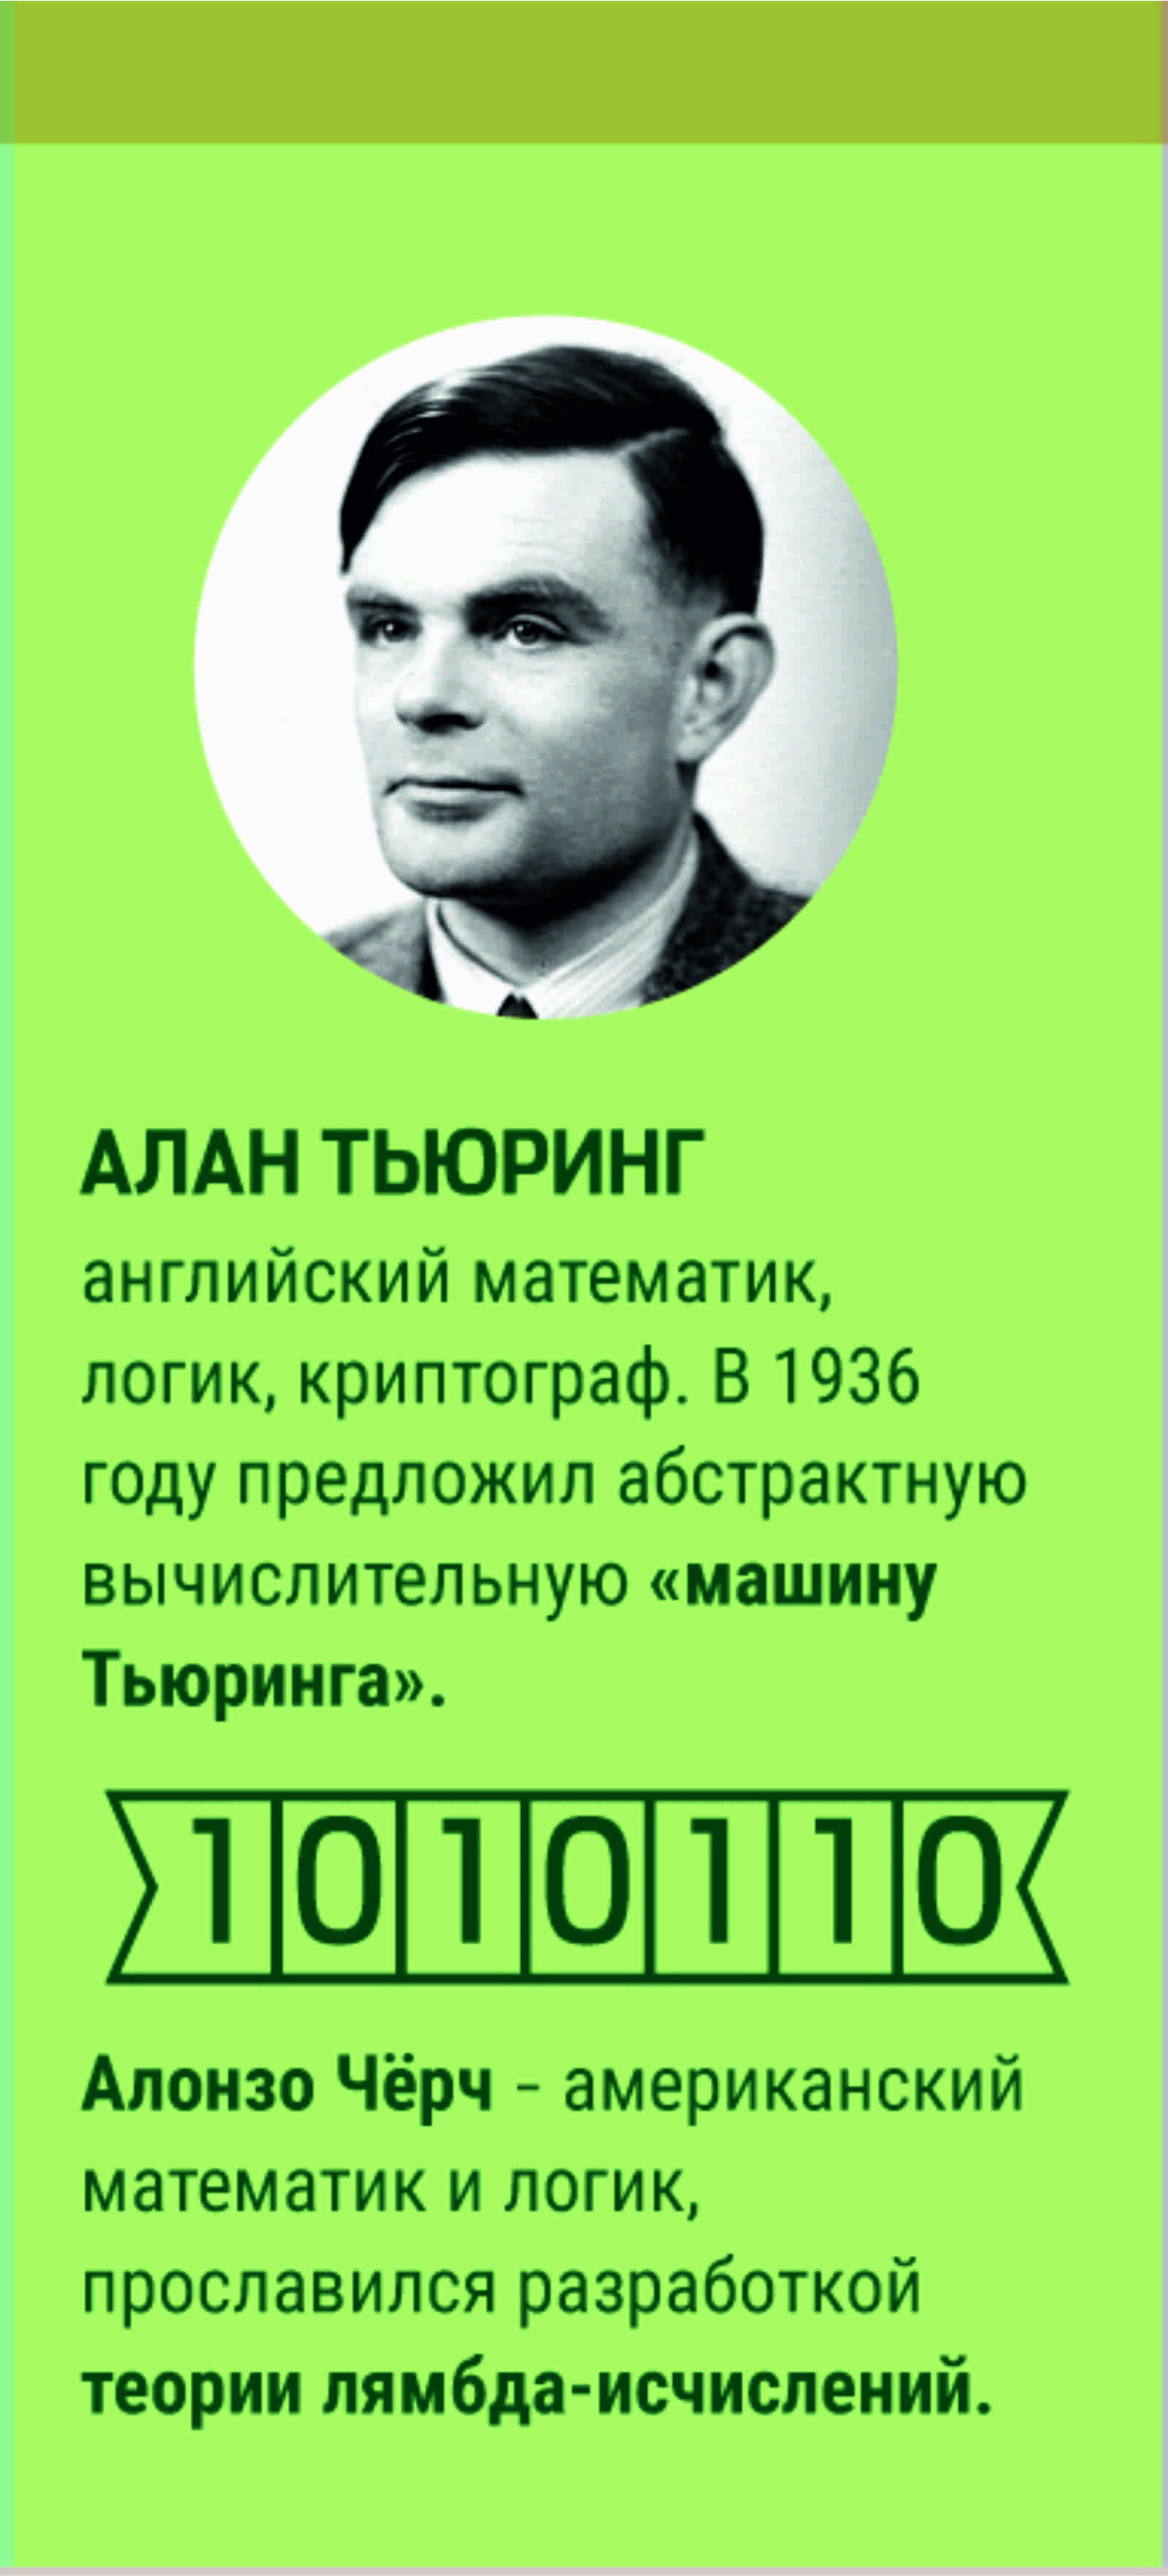 АЛАН ТЬЮРИНГ
английский математик,
логик, криптограф. В 1936
году предложил абстрактную
вычислительную «машину
Тьюринга».
1010110
Алонзо Чёрч - американский
математик и логик,
прославился разработкой
теории лямбда-исчислений.